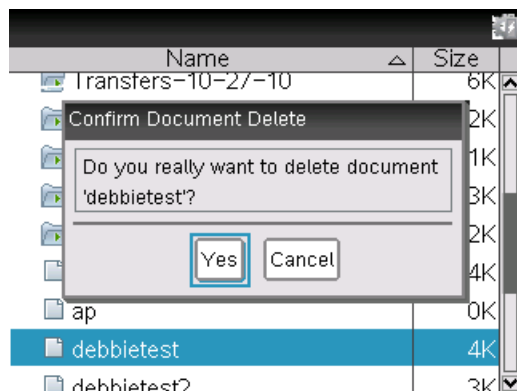 Name Size
Transfers-10-27-10 6K
Confirm Document Delete 2K
Do you really want to delete document 1K
'debbietest'? 3K
2K
Yes Cancel
4K
ap 0K
debbietest 4K
debbietest2 3K